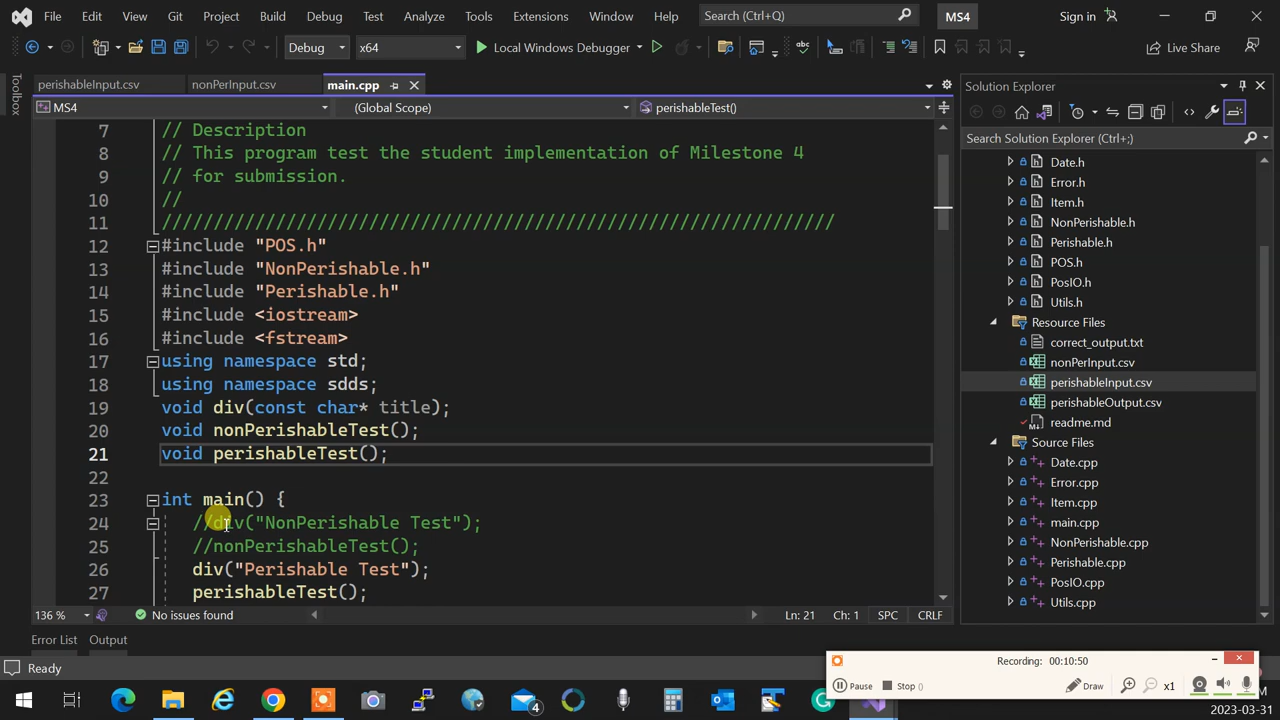 File Edit View Git Project Build Debug Test Analyze Tools Extensions Window Help Search (Ctrl+Q) MS4 Sign in
Debug x64 Local Windows Debugger Live Share
Toolbox
perishableInput.csv nonPerInput.csv main.cpp
MS4 (Global Scope) perishableTest()
7 // Description
8 // This program test the student implementation of Milestone 4
9 // for submission.
10 //
11 /////////////////////////////////////////////////////////////////
12 #include "POS.h"
13 #include "NonPerishable.h"
14 #include "Perishable.h"
15 #include <iostream>
16 #include <fstream>
17 using namespace std;
18 using namespace sdds;
19 void div(const char* title);
20 void nonPerishableTest();
21 void perishableTest();
22
23 int main() {
24 //div("NonPerishable Test");
25 //nonPerishableTest();
26 div("Perishable Test");
27 perishableTest();
136 % No issues found Ln: 21 Ch: 1 SPC CRLF
Error List Output
Ready
Solution Explorer
Search Solution Explorer (Ctrl+;)
Date.h
Error.h
Item.h
NonPerishable.h
Perishable.h
POS.h
PosIO.h
Utils.h
Resource Files
correct_output.txt
nonPerInput.csv
perishableInput.csv
perishableOutput.csv
readme.md
Source Files
Date.cpp
Error.cpp
Item.cpp
main.cpp
NonPerishable.cpp
Perishable.cpp
PosIO.cpp
Utils.cpp
Recording: 00:10:50
Pause Stop () Draw x1
4
2023-03-31